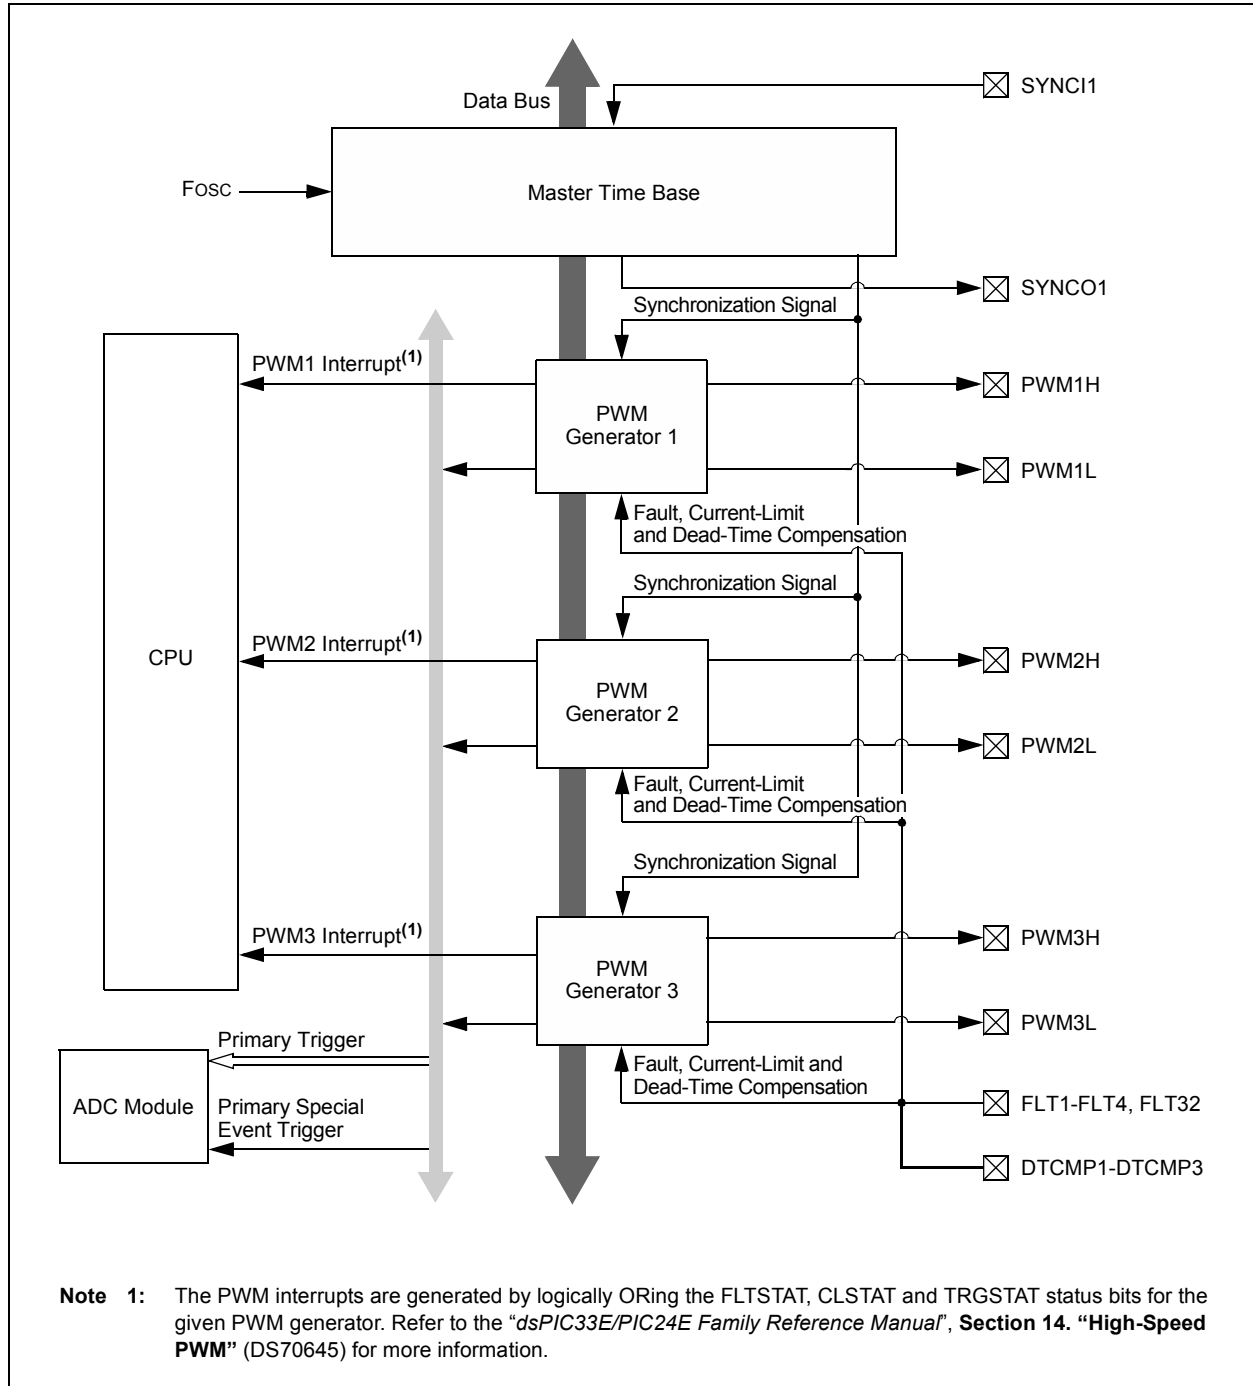 SYNCI1
Data Bus
FOSC
Master Time Base
SYNCO1
Synchronization Signal
PWM1 Interrupt(1)
PWM1H
PWM
Generator 1
PWM1L
Fault, Current-Limit
and Dead-Time Compensation
Synchronization Signal
CPU
PWM2 Interrupt(1)
PWM2H
PWM
Generator 2
PWM2L
Fault, Current-Limit
and Dead-Time Compensation
Synchronization Signal
PWM3 Interrupt(1)
PWM3H
PWM
Generator 3
PWM3L
Primary Trigger
Fault, Current-Limit and
Dead-Time Compensation
ADC Module
Primary Special
Event Trigger
FLT1-FLT4, FLT32
DTCMP1-DTCMP3
Note 1: The PWM interrupts are generated by logically ORing the FLTSTAT, CLSTAT and TRGSTAT status bits for the
given PWM generator. Refer to the “dsPIC33E/PIC24E Family Reference Manual”, Section 14. “High-Speed
PWM” (DS70645) for more information.